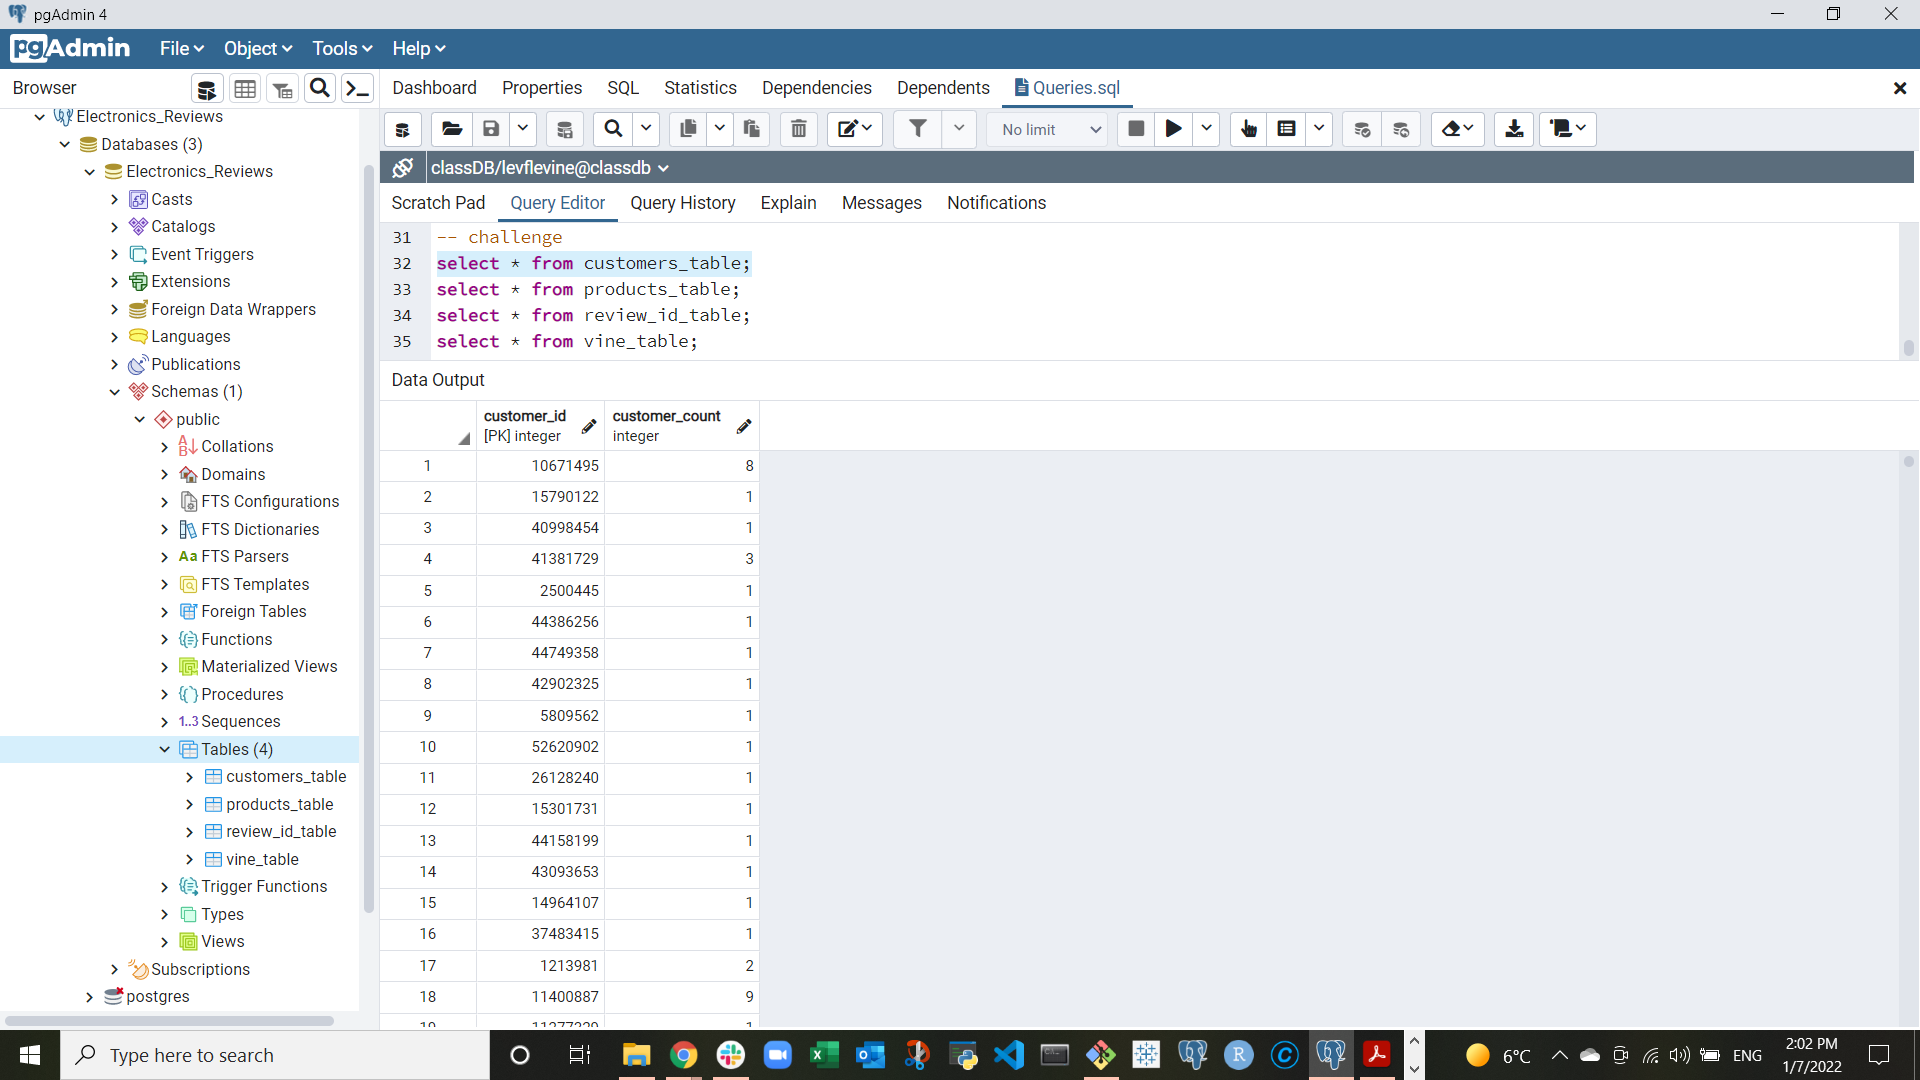 pgAdmin 4
pgAdmin File Object Tools Help
Browser
Dashboard Properties SQL Statistics Dependencies Dependents Queries.sql
No limit
classDB/levflevine@classdb
Scratch Pad Query Editor Query History Explain Messages Notifications
Electronics_Reviews
Databases (3)
Electronics_Reviews
Casts
Catalogs
Event Triggers
Extensions
Foreign Data Wrappers
Languages
Publications
Schemas (1)
public
Collations
Domains
FTS Configurations
FTS Dictionaries
Aa FTS Parsers
FTS Templates
Foreign Tables
Functions
Materialized Views
Procedures
1..3 Sequences
Tables (4)
customers_table
products_table
review_id_table
vine_table
Trigger Functions
Types
Views
Subscriptions
postgres
31 -- challenge
32 select * from customers_table;
33 select * from products_table;
34 select * from review_id_table;
35 select * from vine_table;
Data Output
customer_id customer_count
[PK] integer integer
1 10671495 8
2 15790122 1
3 40998454 1
4 41381729 3
5 2500445 1
6 44386256 1
7 44749358 1
8 42902325 1
9 5809562 1
10 52620902 1
11 26128240 1
12 15301731 1
13 44158199 1
14 43093653 1
15 14964107 1
16 37483415 1
17 1213981 2
18 11400887 9
Type here to search
6°C
ENG
2:02 PM
1/7/2022